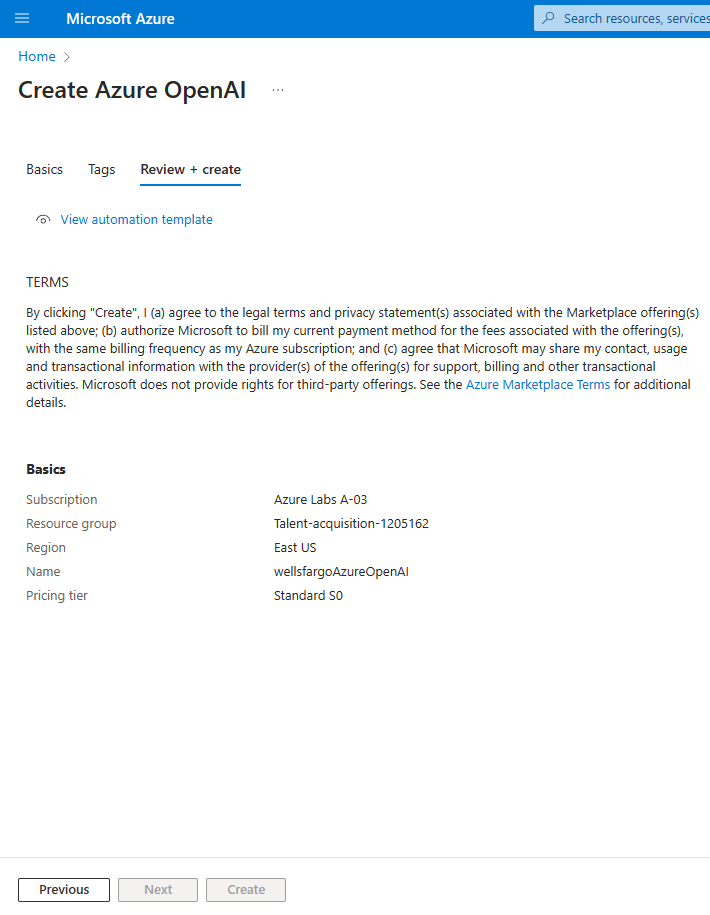 Microsoft Azure
Search resources, services
Home
Create Azure OpenAI
...
Basics Tags Review + create
View automation template
TERMS
By clicking "Create", I (a) agree to the legal terms and privacy statement(s) associated with the Marketplace offering(s)
listed above; (b) authorize Microsoft to bill my current payment method for the fees associated with the offering(s),
with the same billing frequency as my Azure subscription; and (c) agree that Microsoft may share my contact, usage
and transactional information with the provider(s) of the offering(s) for support, billing and other transactional
activities. Microsoft does not provide rights for third-party offerings. See the Azure Marketplace Terms for additional
details.
Basics
Subscription Azure Labs A-03
Resource group Talent-acquisition-1205162
Region East US
Name wellsfargoAzureOpenAI
Pricing tier Standard S0
Previous Next Create